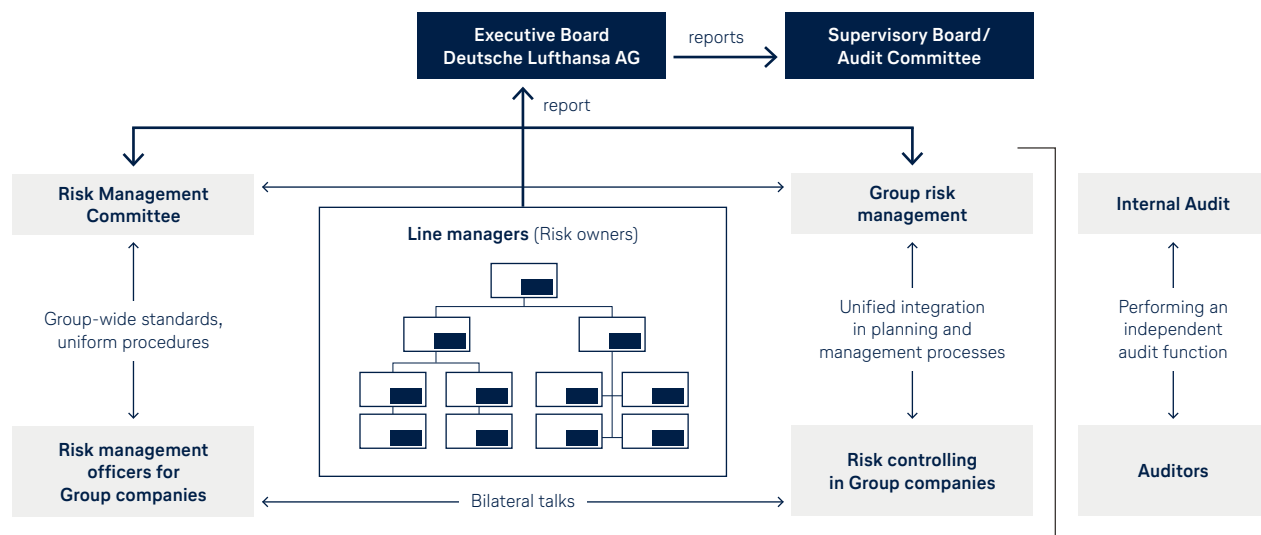 Executive Board
Deutsche Lufthansa AG
reports
Supervisory Board/
Audit Committee
report
Risk Management
Committee
Group risk
management
Internal Audit
Line managers (Risk owners)
Group-wide standards,
uniform procedures
Unified integration
in planning and
management processes
Performing an
independent
audit function
Risk management
officers for
Group companies
Bilateral talks
Risk controlling
in Group companies
Auditors